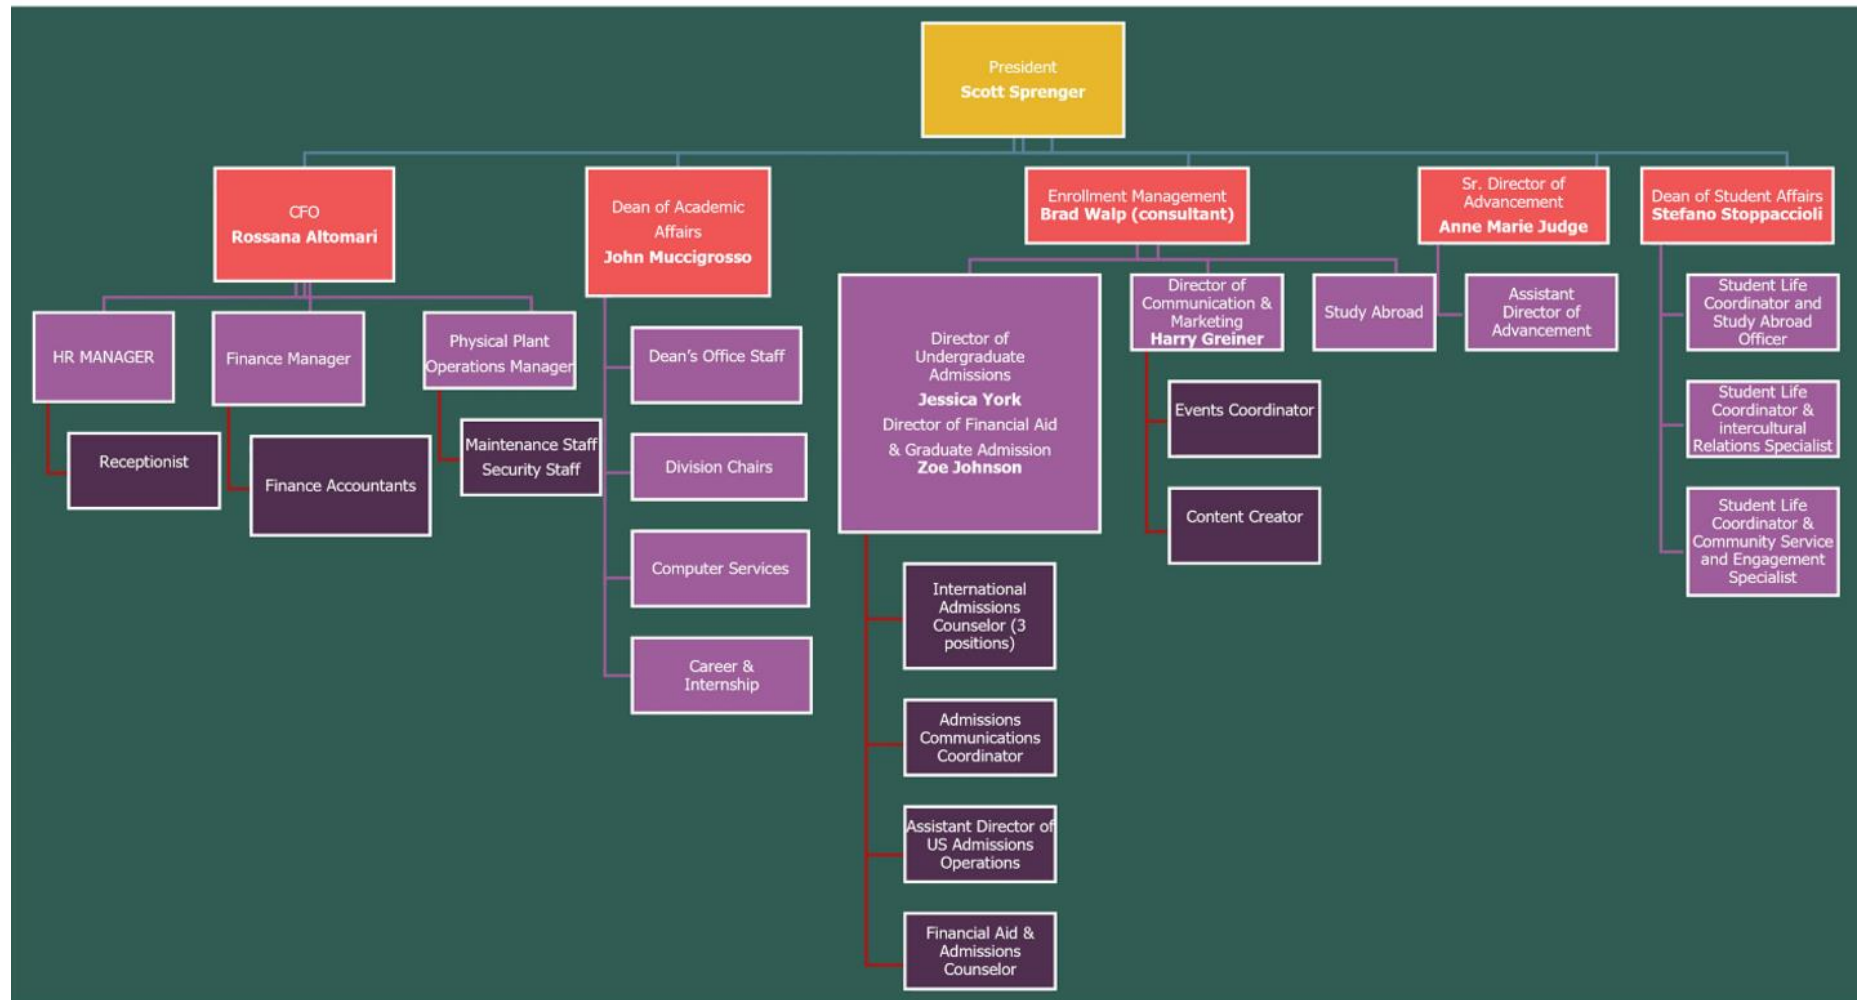 President
Scott Sprenger
CFO
Rossana Altomari
Dean of Academic
Affairs
John Muccigrosso
Enrollment Management
Brad Walp (consultant)
Sr. Director of
Advancement
Anne Marie Judge
Dean of Student Affairs
Stefano Stoppaccioli
HR MANAGER
Finance Manager
Physical Plant
Operations Manager
Receptionist
Finance Accountants
Maintenance Staff
Security Staff
Dean's Office Staff
Division Chairs
Computer Services
Career &
Internship
Director of
Undergraduate
Admissions
Jessica York
Director of Financial Aid
& Graduate Admission
Zoe Johnson
International
Admissions
Counselor (3
positions)
Admissions
Communications
Coordinator
Assistant Director of
US Admissions
Operations
Financial Aid &
Admissions
Counselor
Director of
Communication &
Marketing
Harry Greiner
Events Coordinator
Content Creator
Study Abroad
Assistant
Director of
Advancement
Student Life
Coordinator and
Study Abroad
Officer
Student Life
Coordinator &
intercultural
Relations Specialist
Student Life
Coordinator &
Community Service
and Engagement
Specialist